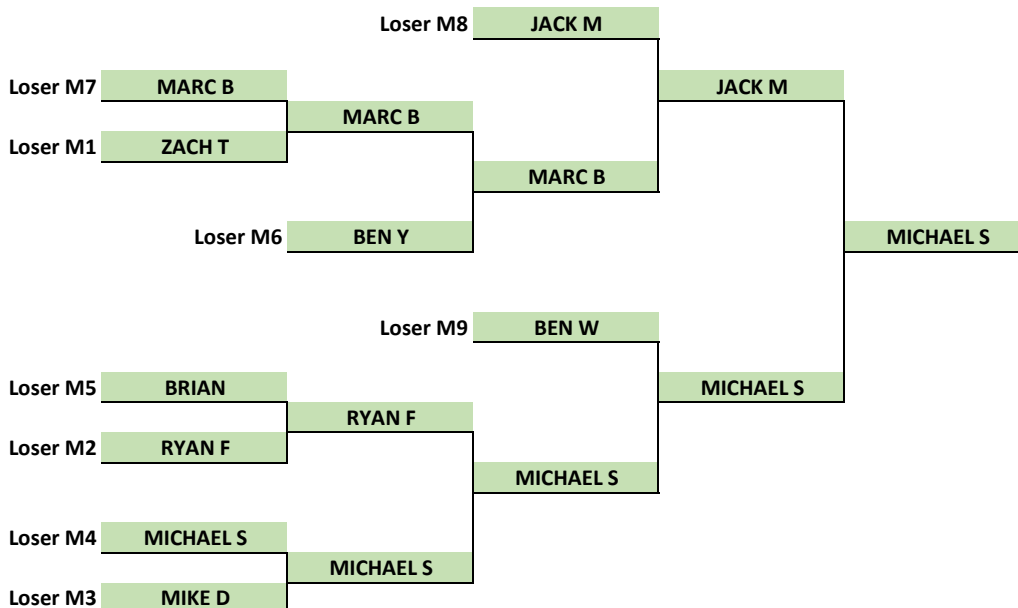 Loser M8 JACK M
Loser M7 MARC B JACK M
MARC B
Loser M1 ZACH T
MARC B
Loser M6 BEN Y MICHAEL S
Loser M9 BEN W
Loser M5 BRIAN MICHAEL S
RYAN F
Loser M2 RYAN F
MICHAEL S
Loser M4 MICHAEL S
MICHAEL S
Loser M3 MIKE D